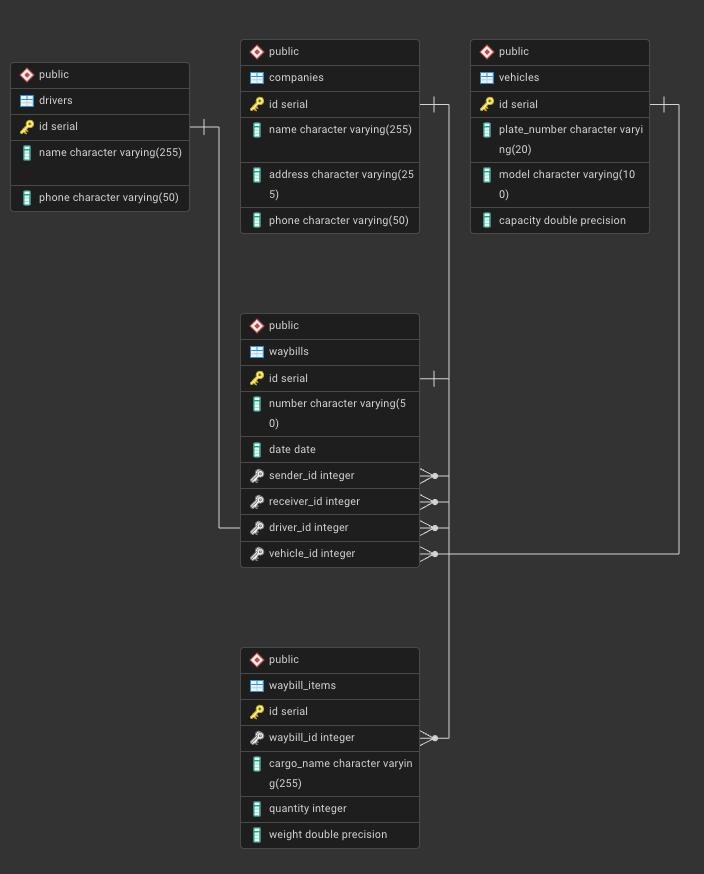 public
drivers
id serial
name character varying(255)
phone character varying(50)
public
companies
id serial
name character varying(255)
address character varying(25
5)
phone character varying(50)
public
vehicles
id serial
plate_number character varyi
ng(20)
model character varying(10
0)
capacity double precision
public
waybills
id serial
number character varying(5
0)
date date
sender_id integer
receiver_id integer
driver_id integer
vehicle_id integer
public
waybill_items
id serial
waybill_id integer
cargo_name character varyin
g(255)
quantity integer
weight double precision